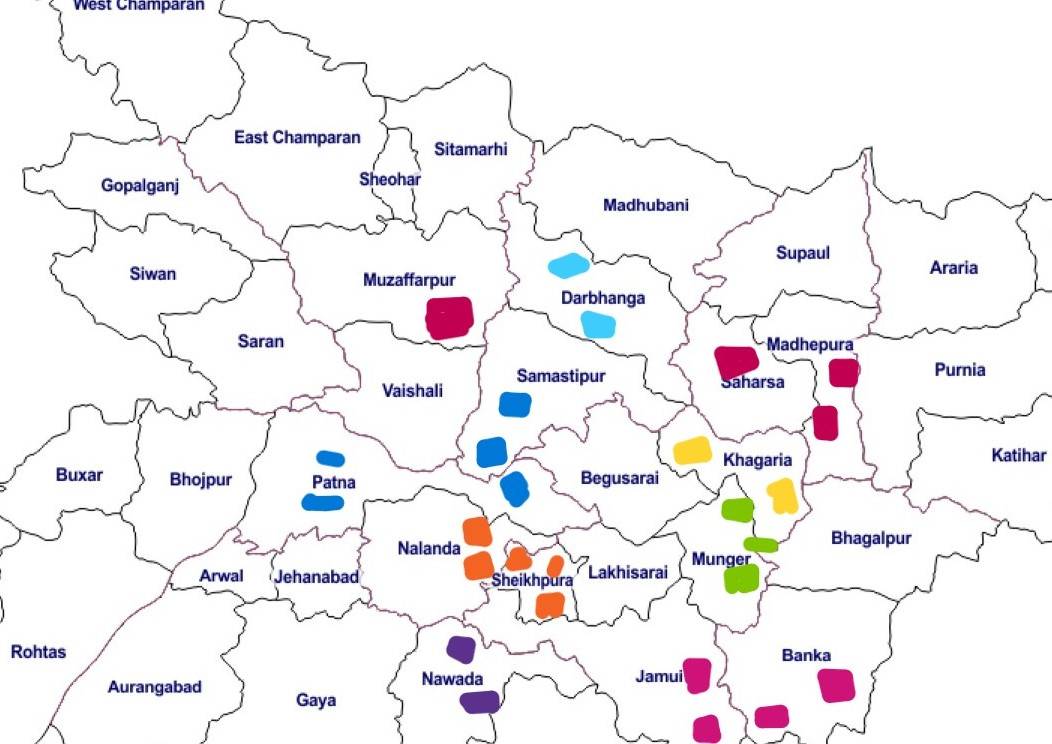 West Champaran
East Champaran
Sitamarhi
Gopalganj
Sheohar
Madhubani
Siwan
Muzaffarpur
Supaul
Araria
Darbhanga
Saran
Madhepura
Vaishali
Samastipur
Saharsa
Purnia
Buxar
Bhojpur
Patna
Begusarai
Khagaria
Katihar
Nalanda
Bhagalpur
Arwal
Jehanabad
Sheikhpura
Lakhisarai
Munger
Rohtas
Aurangabad
Gaya
Nawada
Jamui
Banka